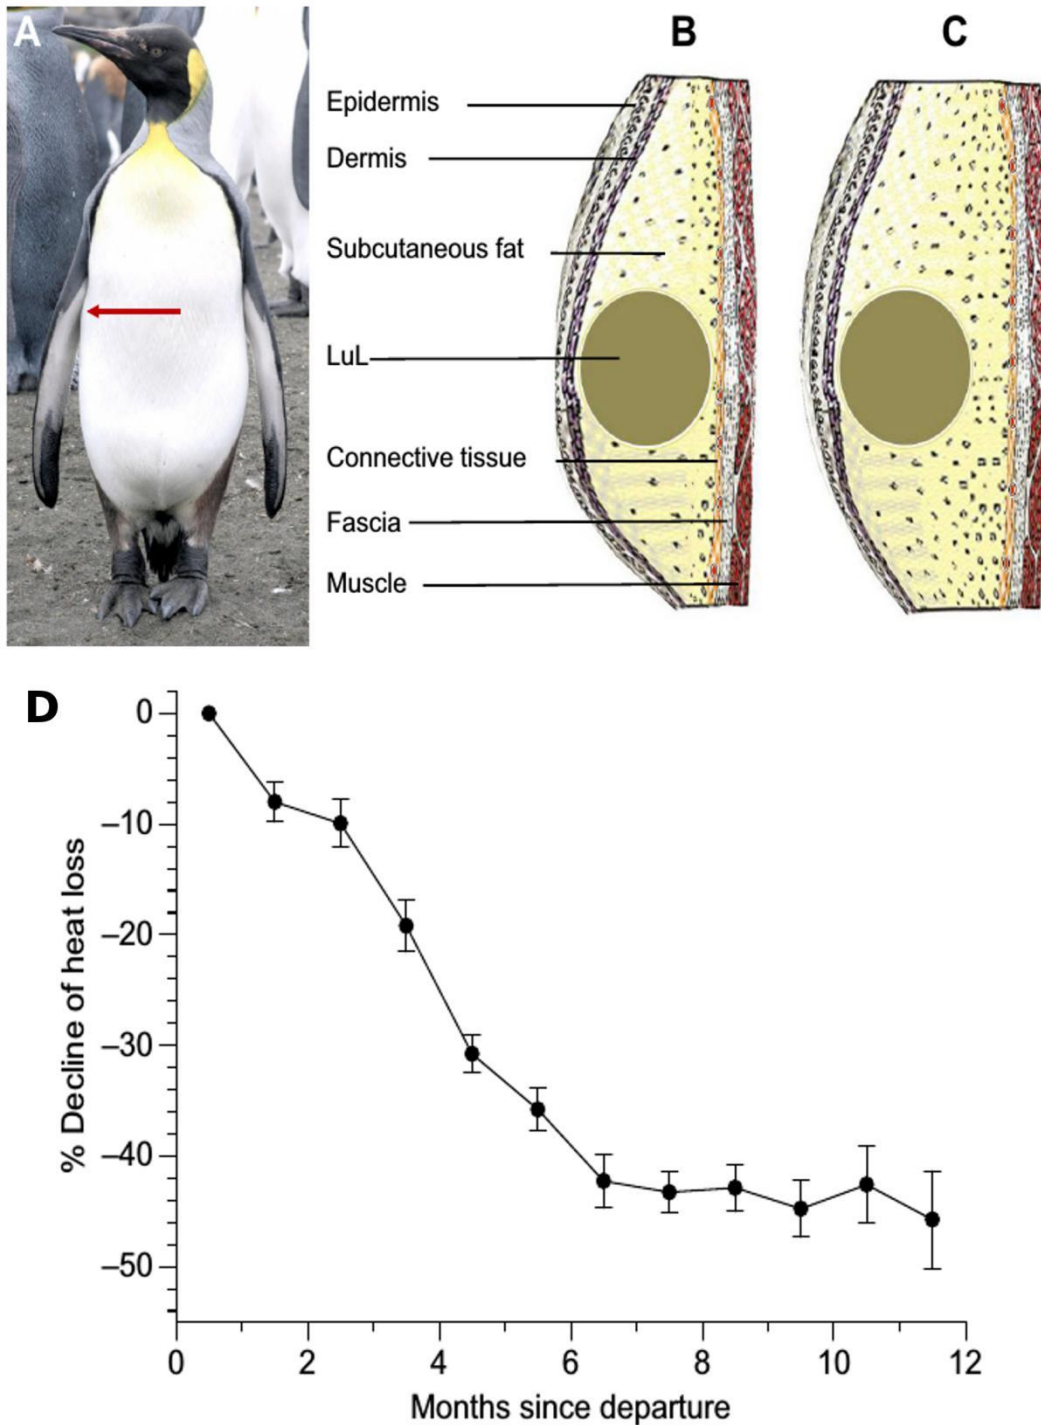 A
B
C
Epidermis
Dermis
Subcutaneous fat
LuL
Connective tissue
Fascia
Muscle
D
% Decline of heat loss
0
–10
–20
–30
–40
–50
0 2 4 6 8 10 12
Months since departure